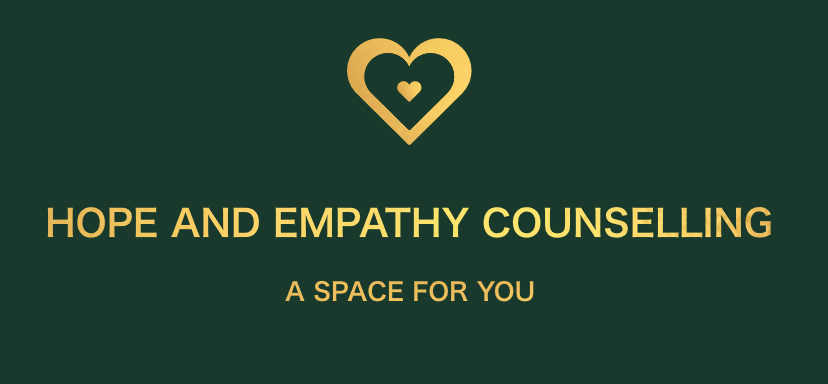 HOPE AND EMPATHY COUNSELLING
A SPACE FOR YOU